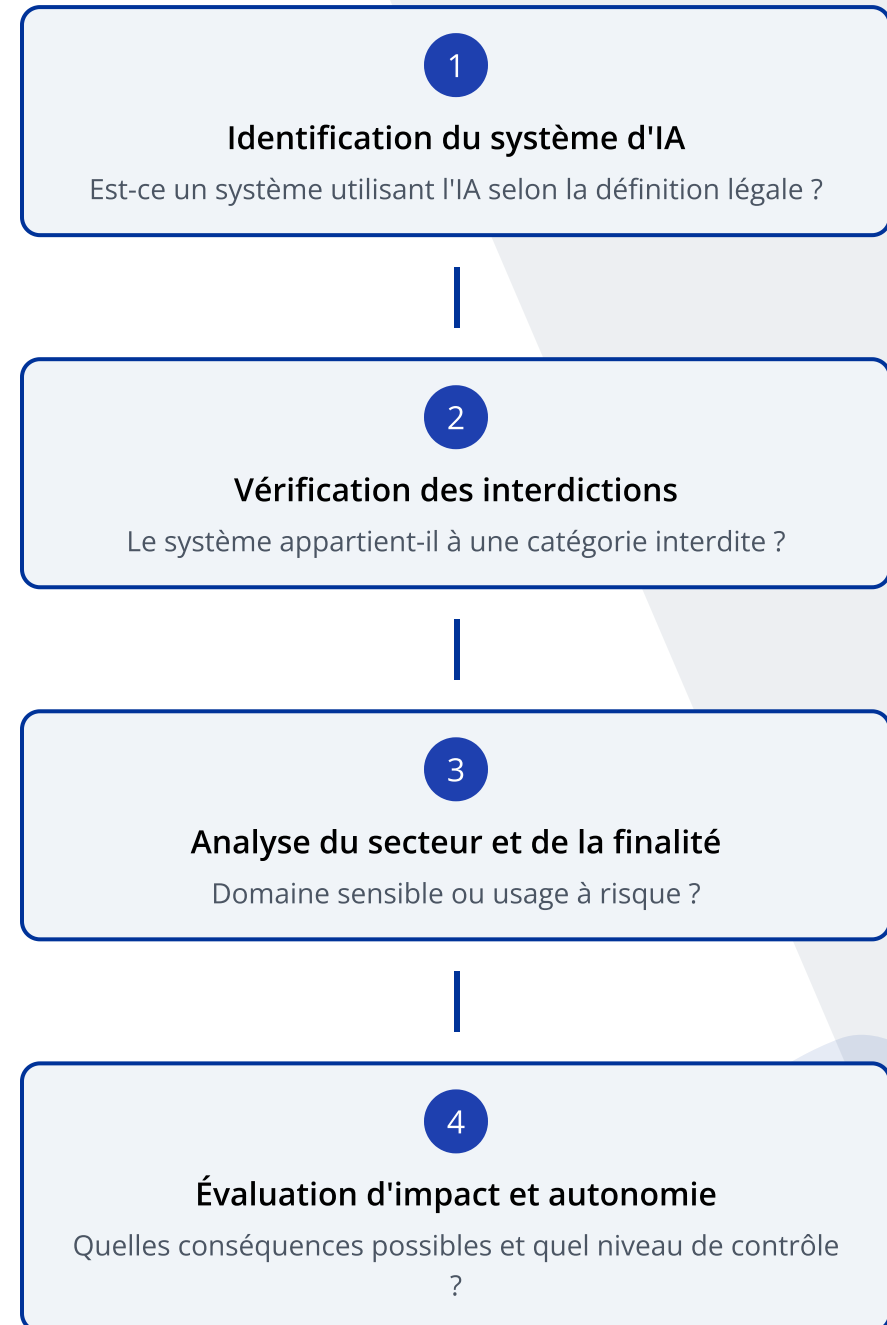 1
Identification du système d'IA
Est-ce un système utilisant l'IA selon la définition légale ?
2
Vérification des interdictions
Le système appartient-il à une catégorie interdite ?
3
Analyse du secteur et de la finalité
Domaine sensible ou usage à risque ?
4
Évaluation d'impact et autonomie
Quelles conséquences possibles et quel niveau de contrôle
?